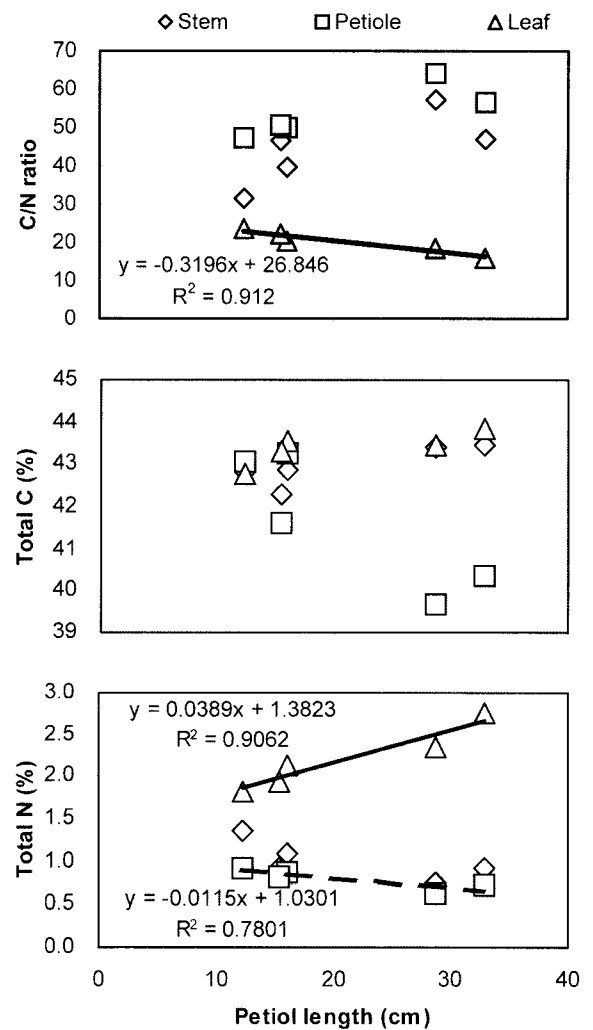 Stem Petiole Leaf
70
60
50
40
30
20
10
0
C/N ratio
y = -0.3196x + 26.846
R² = 0.912
45
44
43
42
41
40
39
Total C (%)
3.0
2.5
2.0
1.5
1.0
0.5
0.0
Total N (%)
y = 0.0389x + 1.3823
R² = 0.9062
y = -0.0115x + 1.0301
R² = 0.7801
0 10 20 30 40
Petiol length (cm)